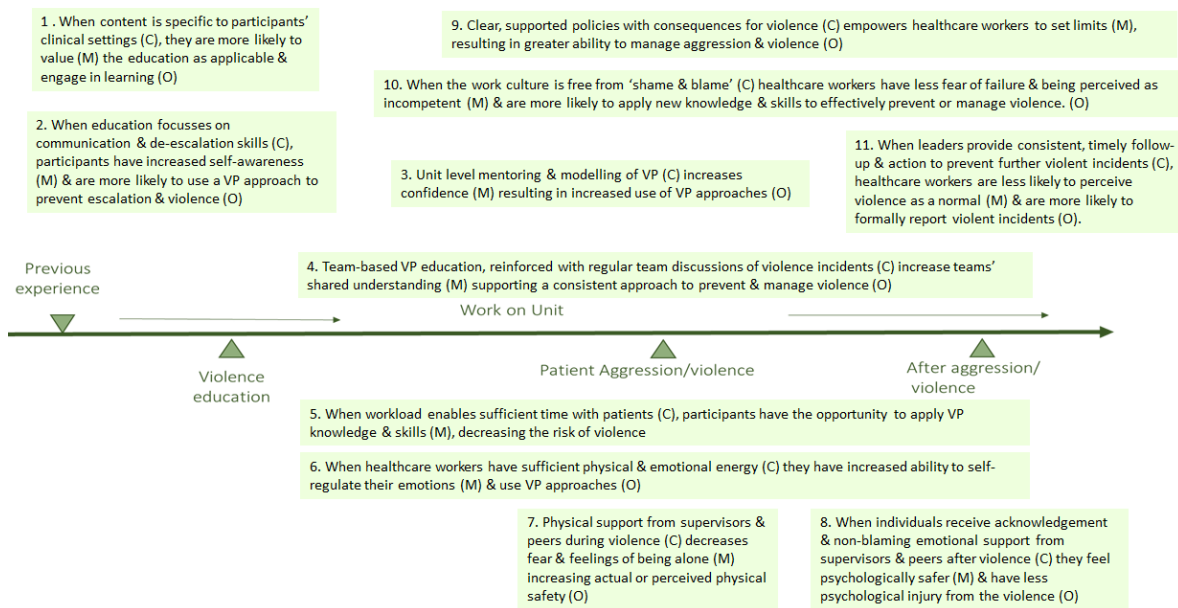 1 . When content is specific to participants’
clinical settings (C), they are more likely to
value (M) the education as applicable &
engage in learning (O)
2. When education focusses on
communication & de-escalation skills (C),
participants have increased self-awareness
(M) & are more likely to use a VP approach to
prevent escalation & violence (O)
9. Clear, supported policies with consequences for violence (C) empowers healthcare workers to set limits (M),
resulting in greater ability to manage aggression & violence (O)
10. When the work culture is free from ‘shame & blame’ (C) healthcare workers have less fear of failure & being perceived as
incompetent (M) & are more likely to apply new knowledge & skills to effectively prevent or manage violence. (O)
3. Unit level mentoring & modelling of VP (C) increases
confidence (M) resulting in increased use of VP approaches (O)
11. When leaders provide consistent, timely follow-
up & action to prevent further violent incidents (C),
healthcare workers are less likely to perceive
violence as a normal (M) & are more likely to
formally report violent incidents (O).
Previous
experience
4. Team-based VP education, reinforced with regular team discussions of violence incidents (C) increase teams’
shared understanding (M) supporting a consistent approach to prevent & manage violence (O)
Work on Unit
Violence
education
Patient Aggression/violence
After aggression/
violence
5. When workload enables sufficient time with patients (C), participants have the opportunity to apply VP
knowledge & skills (M), decreasing the risk of violence
6. When healthcare workers have sufficient physical & emotional energy (C) they have increased ability to self-
regulate their emotions (M) & use VP approaches (O)
7. Physical support from supervisors &
peers during violence (C) decreases
fear & feelings of being alone (M)
increasing actual or perceived physical
safety (O)
8. When individuals receive acknowledgement
& non-blaming emotional support from
supervisors & peers after violence (C) they feel
psychologically safer (M) & have less
psychological injury from the violence (O)